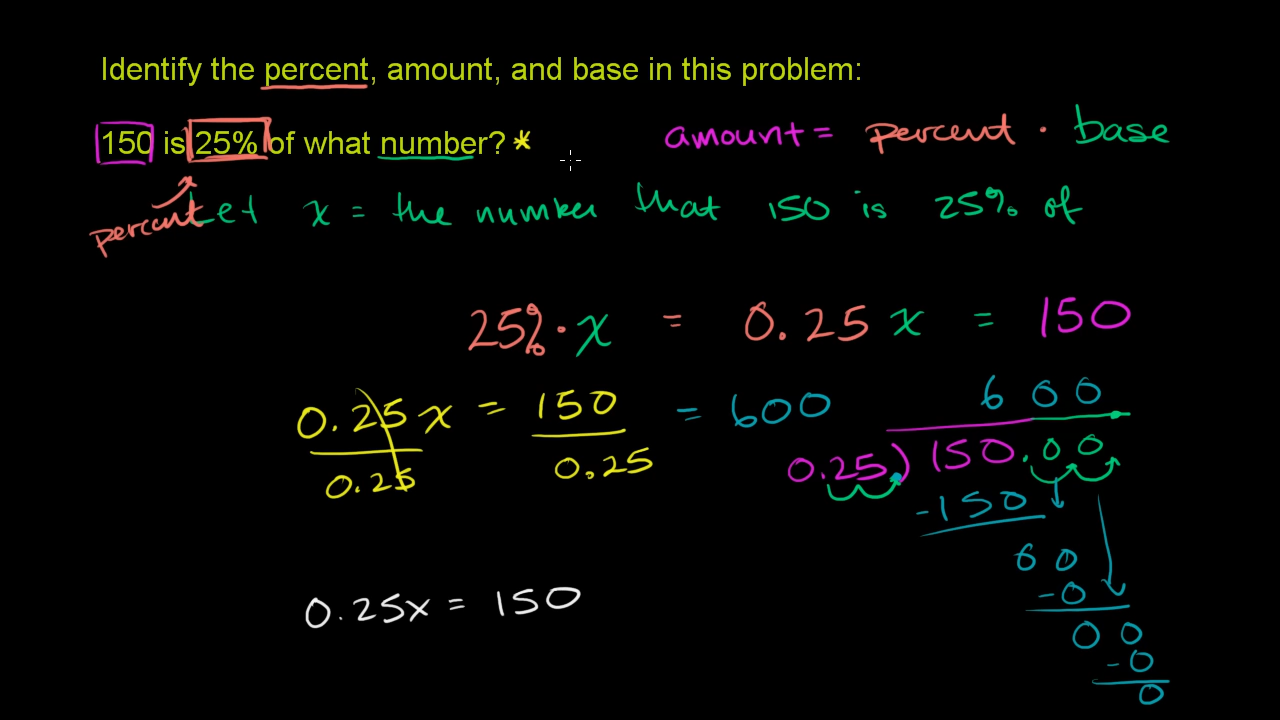 Identify the percent, amount, and base in this problem:
150 is 25% of what number? * amount = percent · base
percent Let x = the number that 150 is 25% of
25% · x = 0.25 x = 150
0.25 x = 150 = 600
0.25 0.25
600
0.25)150.00
-150
60
-0
00
-0
0
0.25x = 150